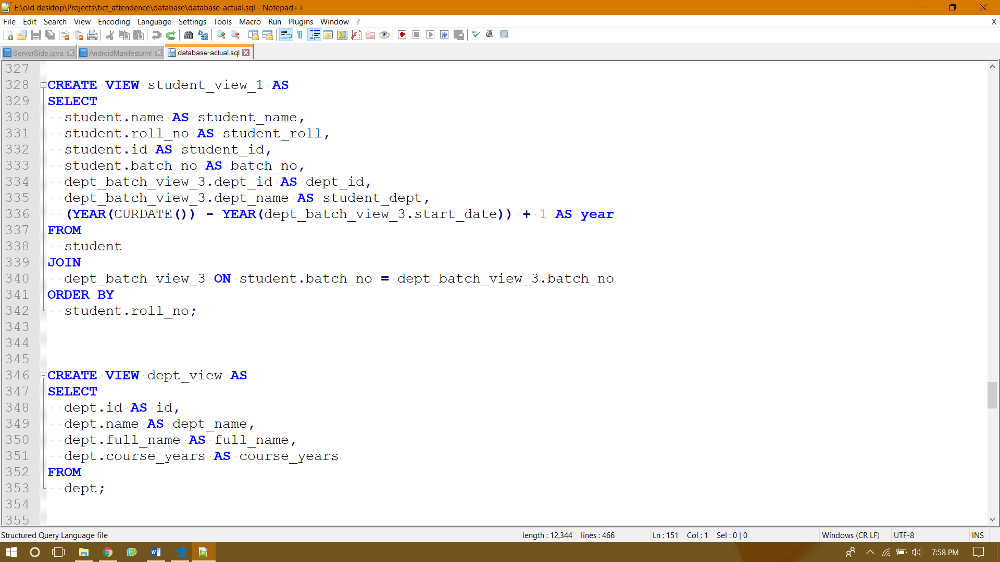 E:\old desktop\Projects\tict_attendence\database\database-actual.sql - Notepad++
File Edit Search View Encoding Language Settings Tools Macro Run Plugins Window ? X
ServerSide.java AndroidManifest.xml database-actual.sql
327
328 CREATE VIEW student_view_1 AS
329 SELECT
330 student.name AS student_name,
331 student.roll_no AS student_roll,
332 student.id AS student_id,
333 student.batch_no AS batch_no,
334 dept_batch_view_3.dept_id AS dept_id,
335 dept_batch_view_3.dept_name AS student_dept,
336 (YEAR(CURDATE()) - YEAR(dept_batch_view_3.start_date)) + 1 AS year
337 FROM
338 student
339 JOIN
340 dept_batch_view_3 ON student.batch_no = dept_batch_view_3.batch_no
341 ORDER BY
342 student.roll_no;
343
344
345
346 CREATE VIEW dept_view AS
347 SELECT
348 dept.id AS id,
349 dept.name AS dept_name,
350 dept.full_name AS full_name,
351 dept.course_years AS course_years
352 FROM
353 dept;
354
355
Structured Query Language file length : 12,344 lines : 466 Ln : 151 Col : 1 Sel : 0 | 0 Windows (CR LF) UTF-8 INS
7:58 PM